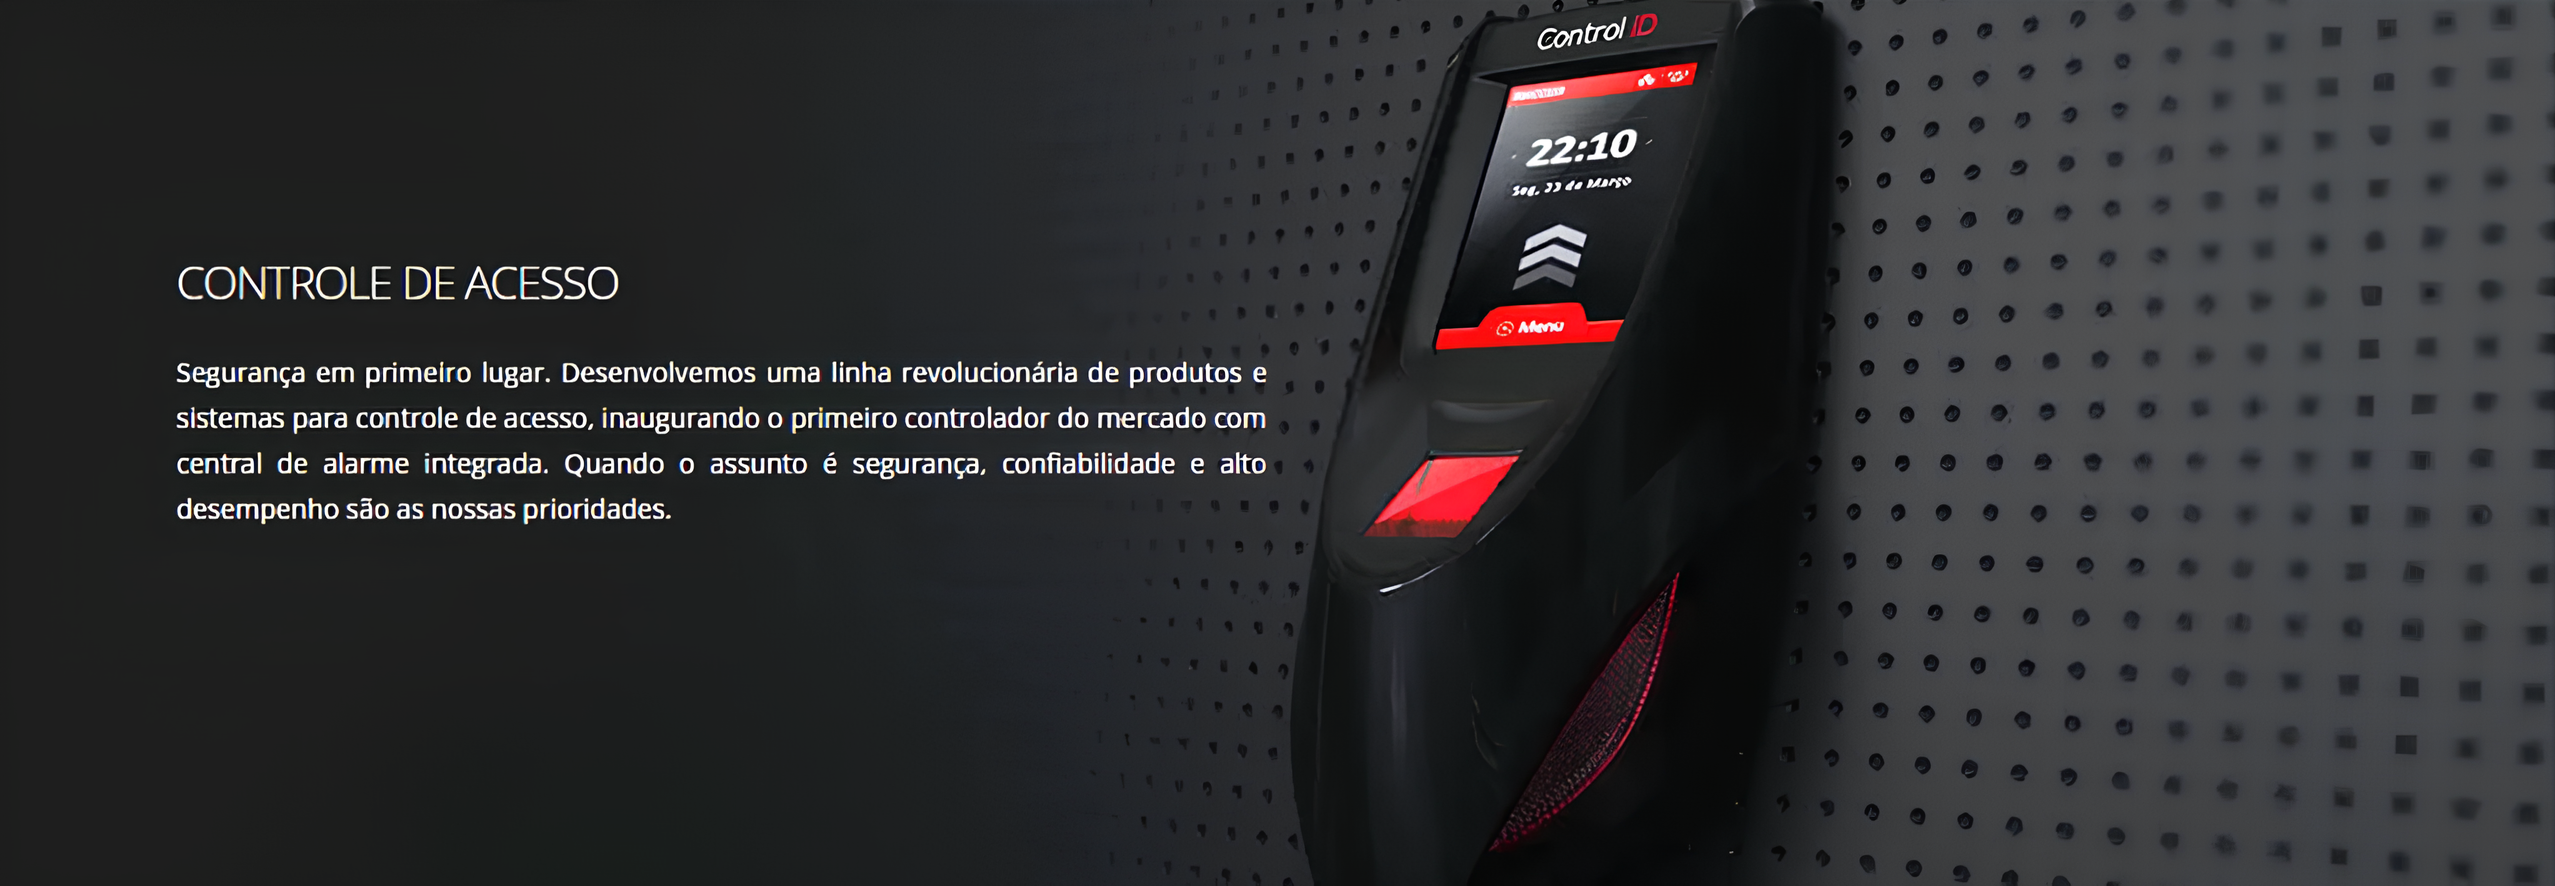 CONTROLE DE ACESSO
Segurança em primeiro lugar. Desenvolvemos uma linha revolucionária de produtos e
sistemas para controle de acesso, inaugurando o primeiro controlador do mercado com
central de alarme integrada. Quando o assunto é segurança, confiabilidade e alto
desempenho são as nossas prioridades.
Control iD
22:10
Seg, de Março
Menu